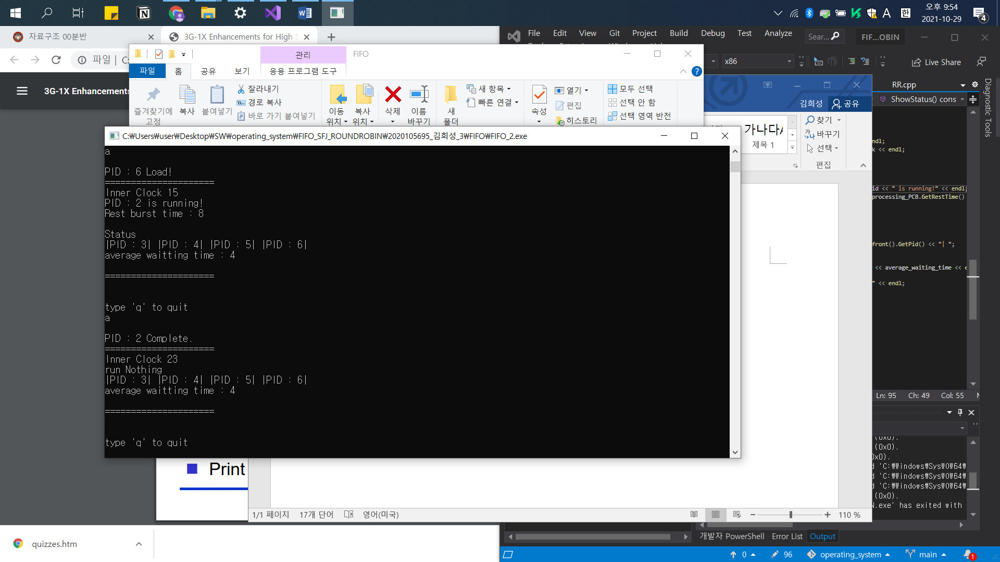 오후 9:54
2021-10-29
A
한
4
자료구조 00분반
3G-1X Enhancements for High S
파일
3G-1X Enhancements
관리
FIFO
파일
홈
공유
보기
응용 프로그램 도구
즐겨찾기에
고정
복사
붙여넣기
잘라내기
경로 복사
바로 가기 붙여넣기
이동
위치
복사
위치
삭제
이름
바꾸기
새
폴더
새 항목
빠른 연결
속성
열기
편집
히스토리
모두 선택
선택 안 함
선택 영역 반전
File Edit View Git Project Build Debug Test Analyze
Sear...
FIF...OBIN
x86
Live Share
RR.cpp
ShowStatus() cons
Diagnostic Tools
김희성
공유
가나다A
제목 1
찾기
바꾸기
선택
편집
C:₩Users₩user₩Desktop₩SW₩operating_system₩FIFO_SFJ_ROUNDROBIN₩2020105695_김희성_3₩FIFO₩FIFO_2.exe
a
PID : 6 Load!
=====================
Inner Clock 15
PID : 2 is running!
Rest burst time : 8
Status
|PID : 3| |PID : 4| |PID : 5| |PID : 6|
average waitting time : 4
=====================
type 'q' to quit
a
PID : 2 Complete.
=====================
Inner Clock 23
run Nothing
|PID : 3| |PID : 4| |PID : 5| |PID : 6|
average waitting time : 4
=====================
type 'q' to quit
ndl;
k << endl;
id << " is running!" << endl;
processing_PCB.GetRestTime()
front().GetPid() << "| ";
<< average_waiting_time << e
" << endl;
Ln: 95 Ch: 49 Col: 55
(0x0).
(0x0).
0x0).
d 'C:₩Windows₩SysWOW64₩
d 'C:₩Windows₩SysWOW64₩
d 'C:₩Windows₩SysWOW64₩
(0x0).
N.exe' has exited with
Print
1/1 페이지 17개 단어 영어(미국)
110 %
개발자 PowerShell Error List Output
quizzes.htm
0
96
operating_system
main
1